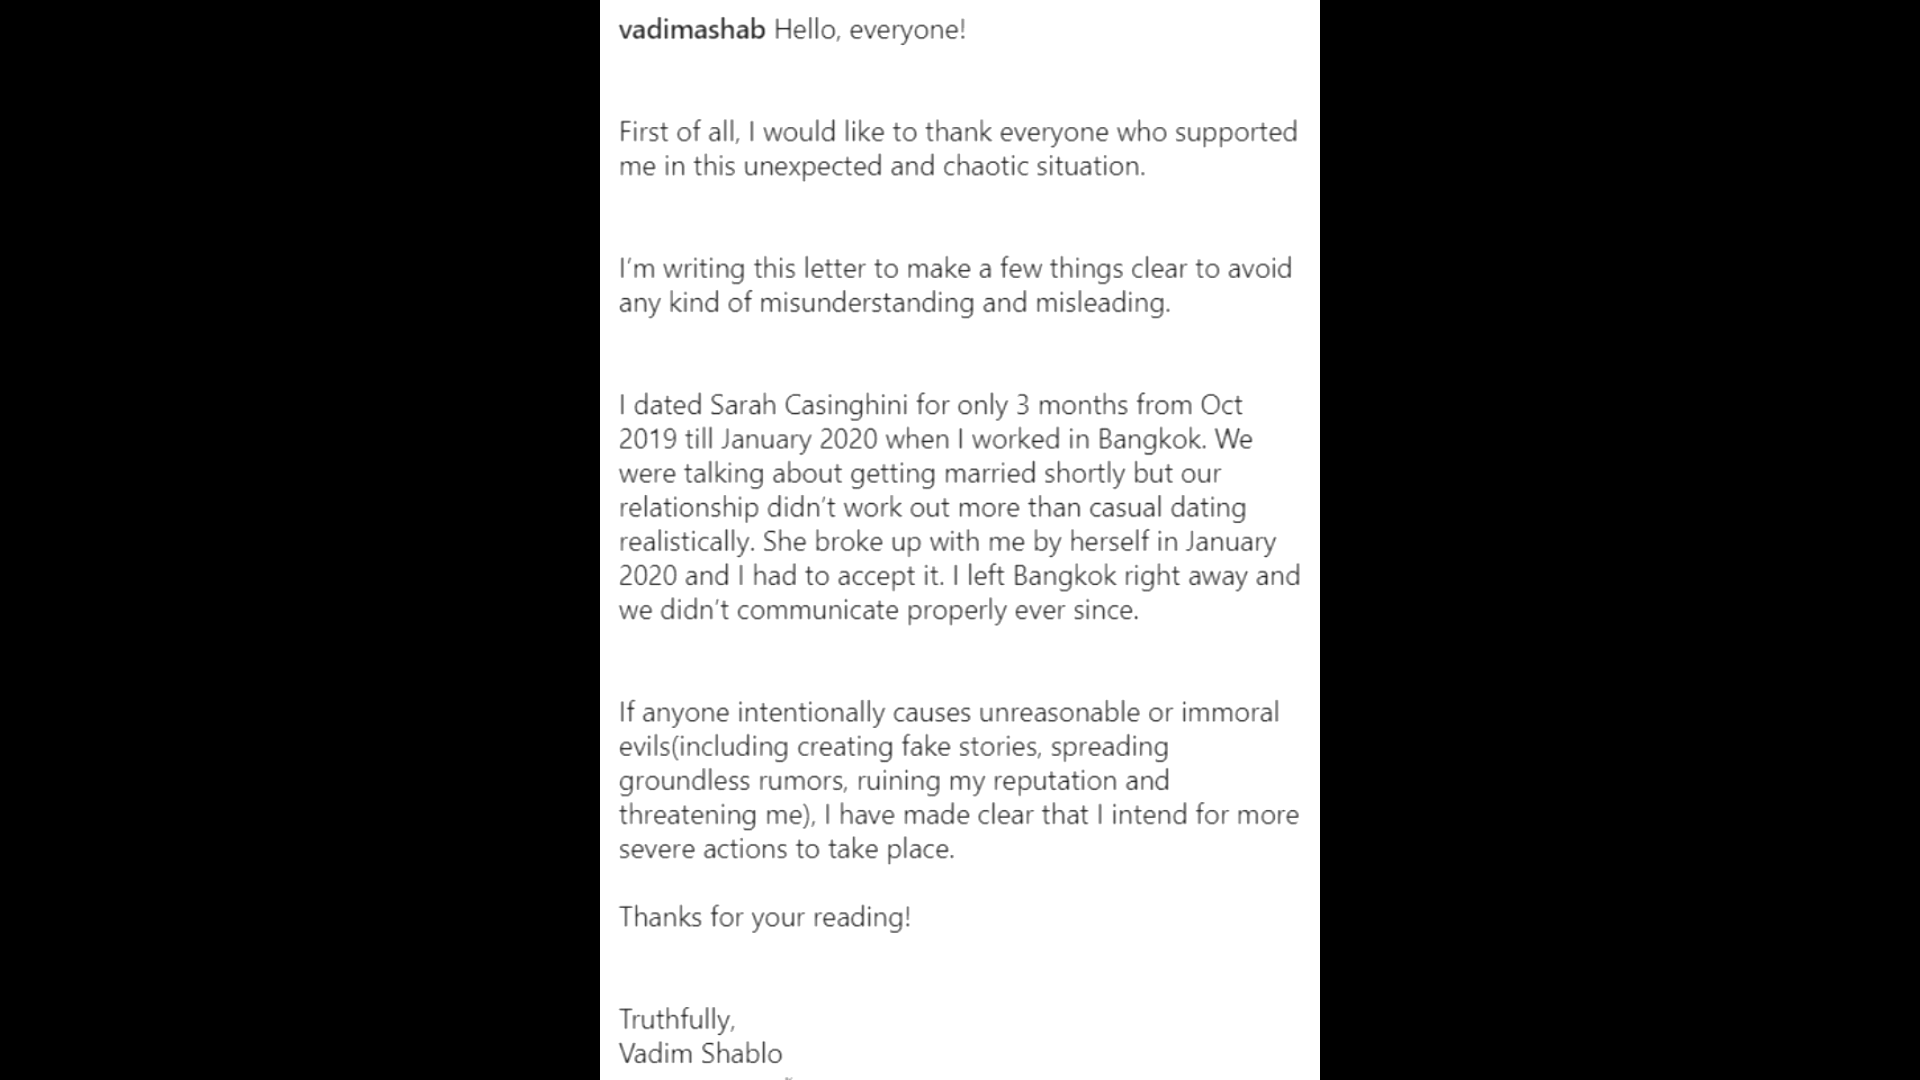 vadimashab Hello, everyone!
First of all, I would like to thank everyone who supported
me in this unexpected and chaotic situation.
I’m writing this letter to make a few things clear to avoid
any kind of misunderstanding and misleading.
I dated Sarah Casinghini for only 3 months from Oct
2019 till January 2020 when I worked in Bangkok. We
were talking about getting married shortly but our
relationship didn’t work out more than casual dating
realistically. She broke up with me by herself in January
2020 and I had to accept it. I left Bangkok right away and
we didn’t communicate properly ever since.
If anyone intentionally causes unreasonable or immoral
evils(including creating fake stories, spreading
groundless rumors, ruining my reputation and
threatening me), I have made clear that I intend for more
severe actions to take place.
Thanks for your reading!
Truthfully,
Vadim Shablo